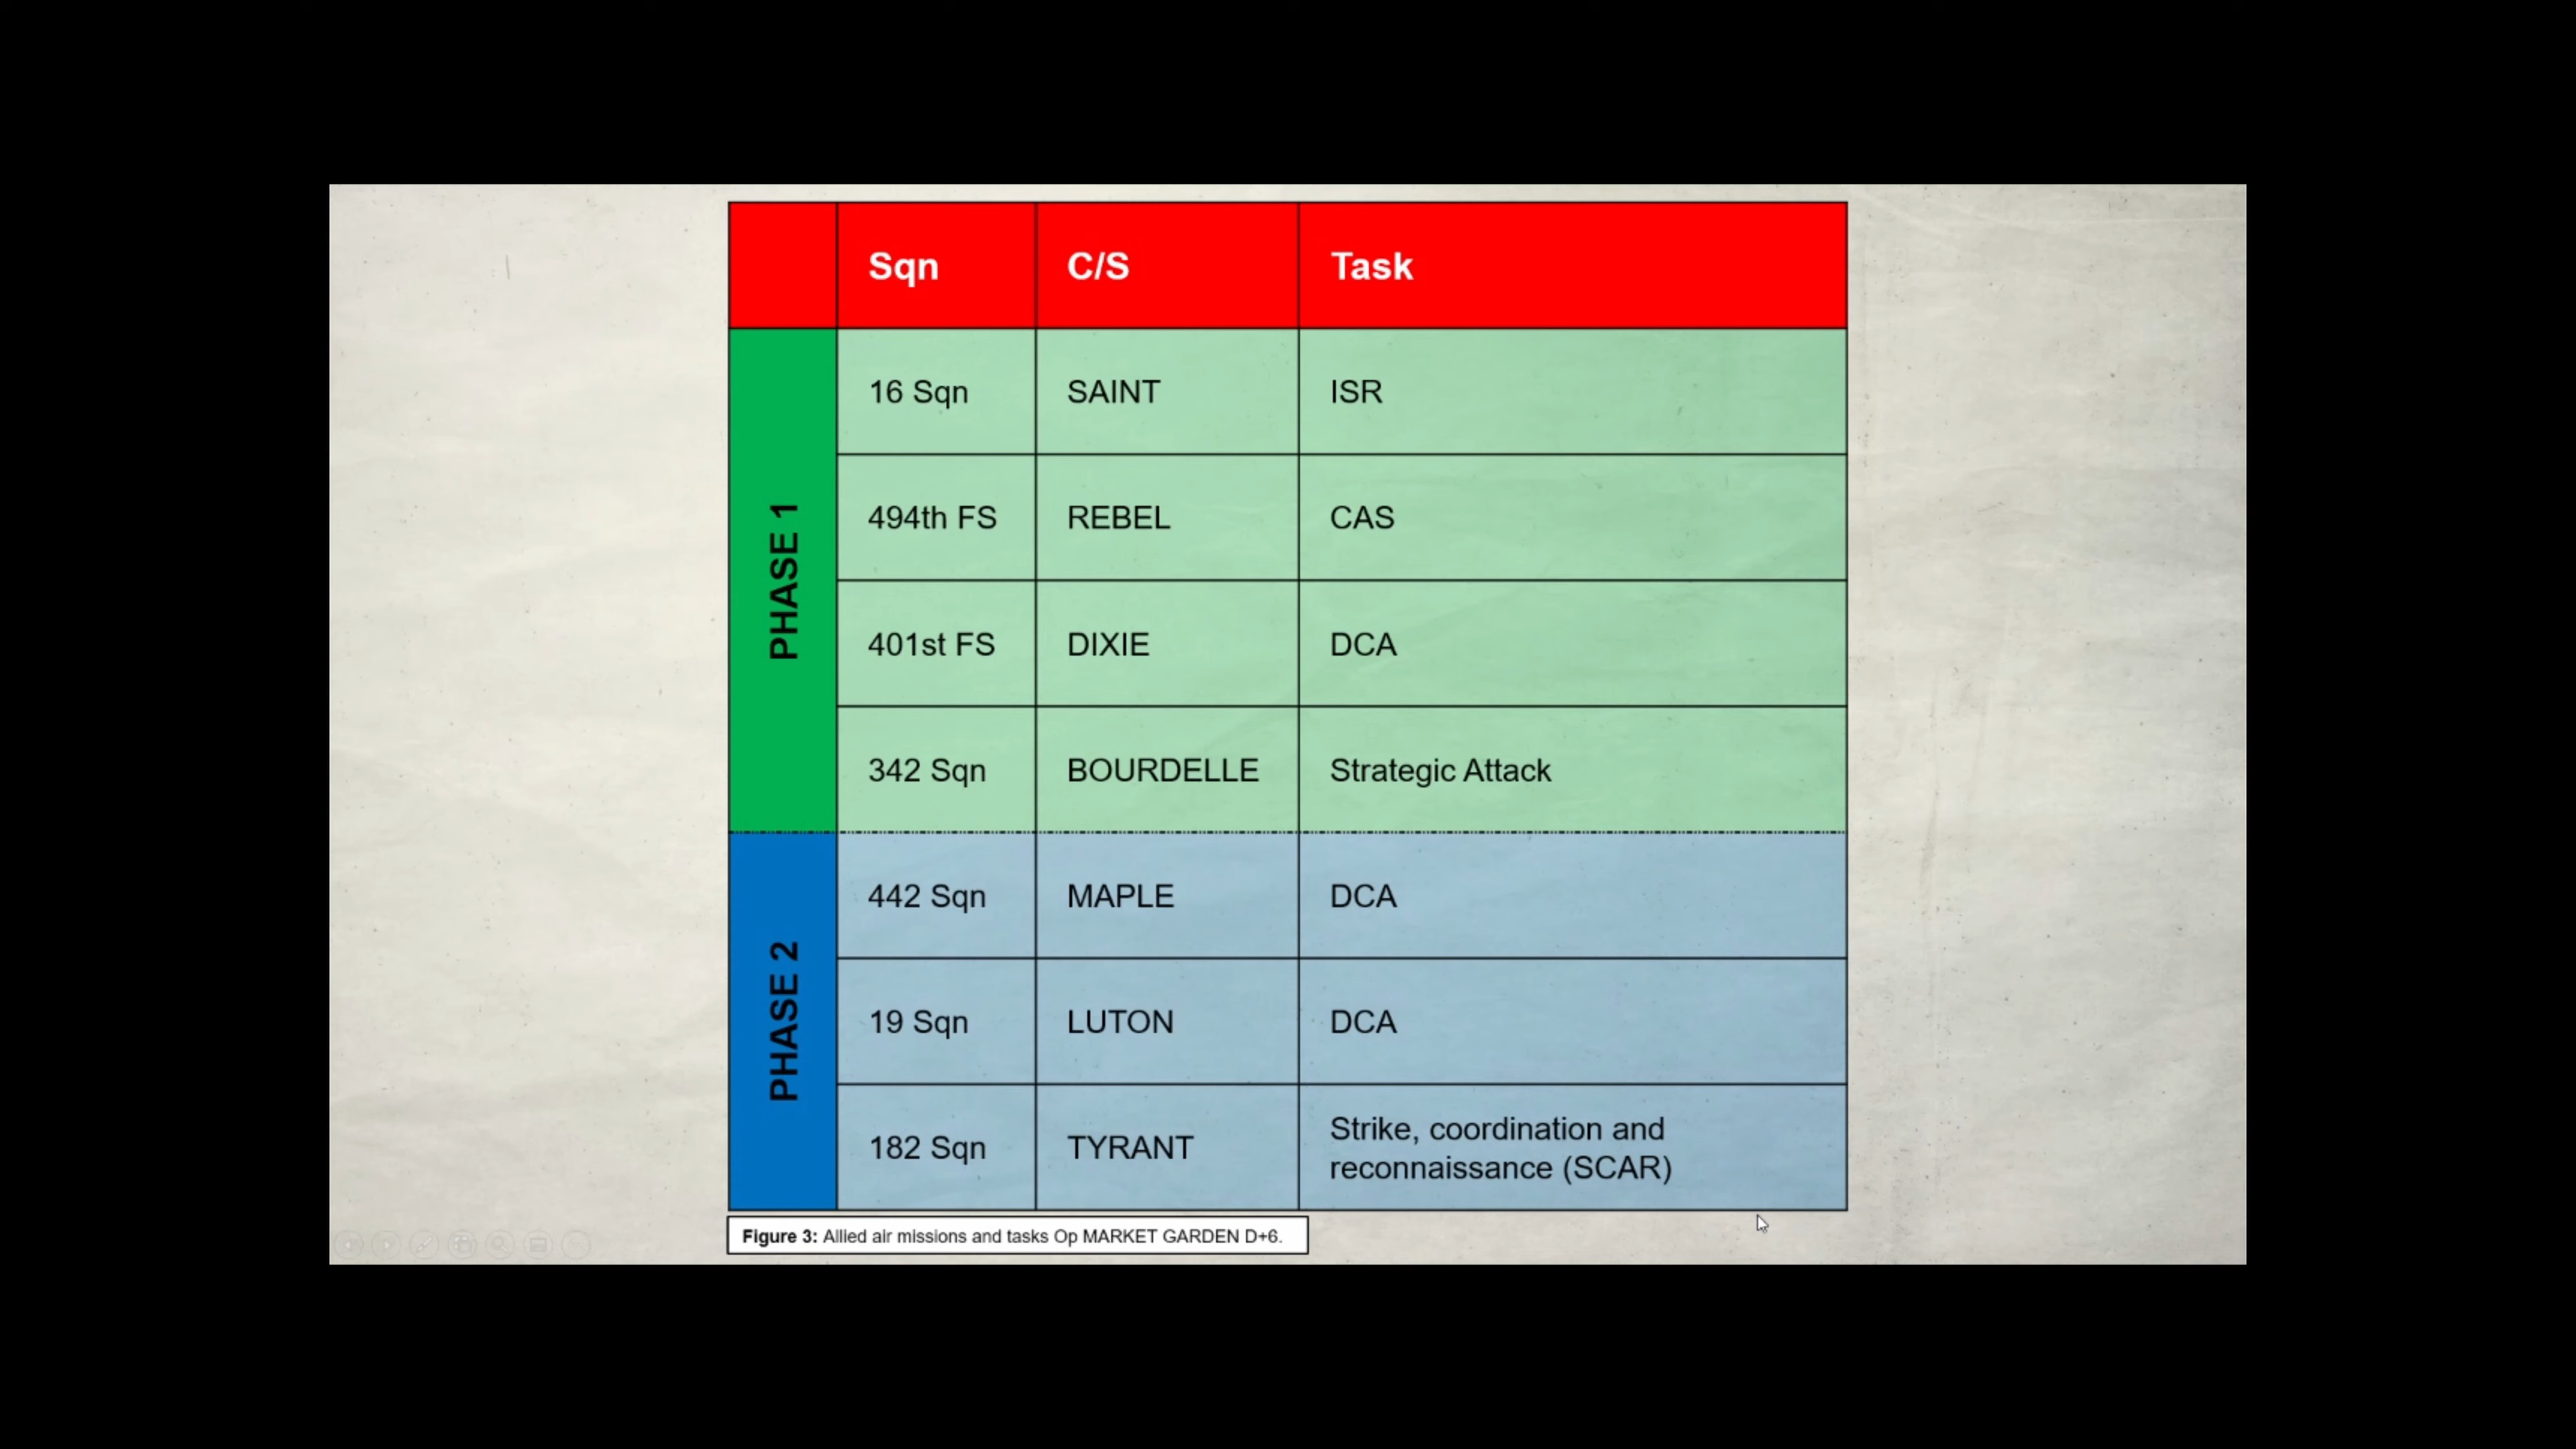 Sqn C/S Task
PHASE 1
16 Sqn SAINT ISR
494th FS REBEL CAS
401st FS DIXIE DCA
342 Sqn BOURDELLE Strategic Attack
PHASE 2
442 Sqn MAPLE DCA
19 Sqn LUTON DCA
182 Sqn TYRANT Strike, coordination and
reconnaissance (SCAR)
Figure 3: Allied air missions and tasks Op MARKET GARDEN D+6.